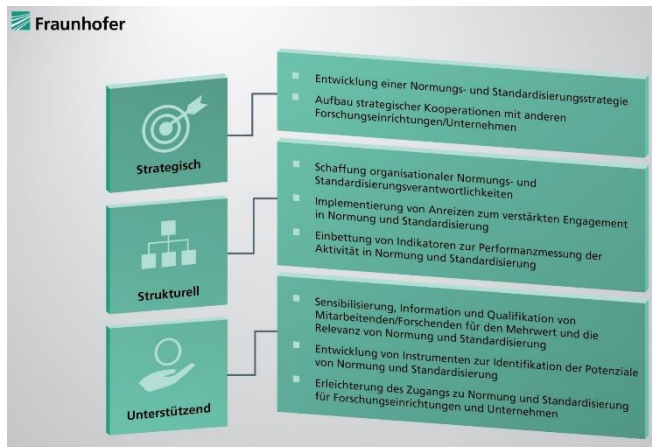 Fraunhofer
Strategisch
Entwicklung einer Normungs- und Standardisierungsstrategie
Aufbau strategischer Kooperationen mit anderen
Forschungseinrichtungen/Unternehmen
Strukturell
Schaffung organisationaler Normungs- und
Standardisierungsverantwortlichkeiten
Implementierung von Anreizen zum verstärkten Engagement
in Normung und Standardisierung
Einbettung von Indikatoren zur Performanzmessung der
Aktivität in Normung und Standardisierung
Unterstützend
Sensibilisierung, Information und Qualifikation von
Mitarbeitenden/Forschenden für den Mehrwert und die
Relevanz von Normung und Standardisierung
Entwicklung von Instrumenten zur Identifikation der Potenziale
von Normung und Standardisierung
Erleichterung des Zugangs zu Normung und Standardisierung
für Forschungseinrichtungen und Unternehmen